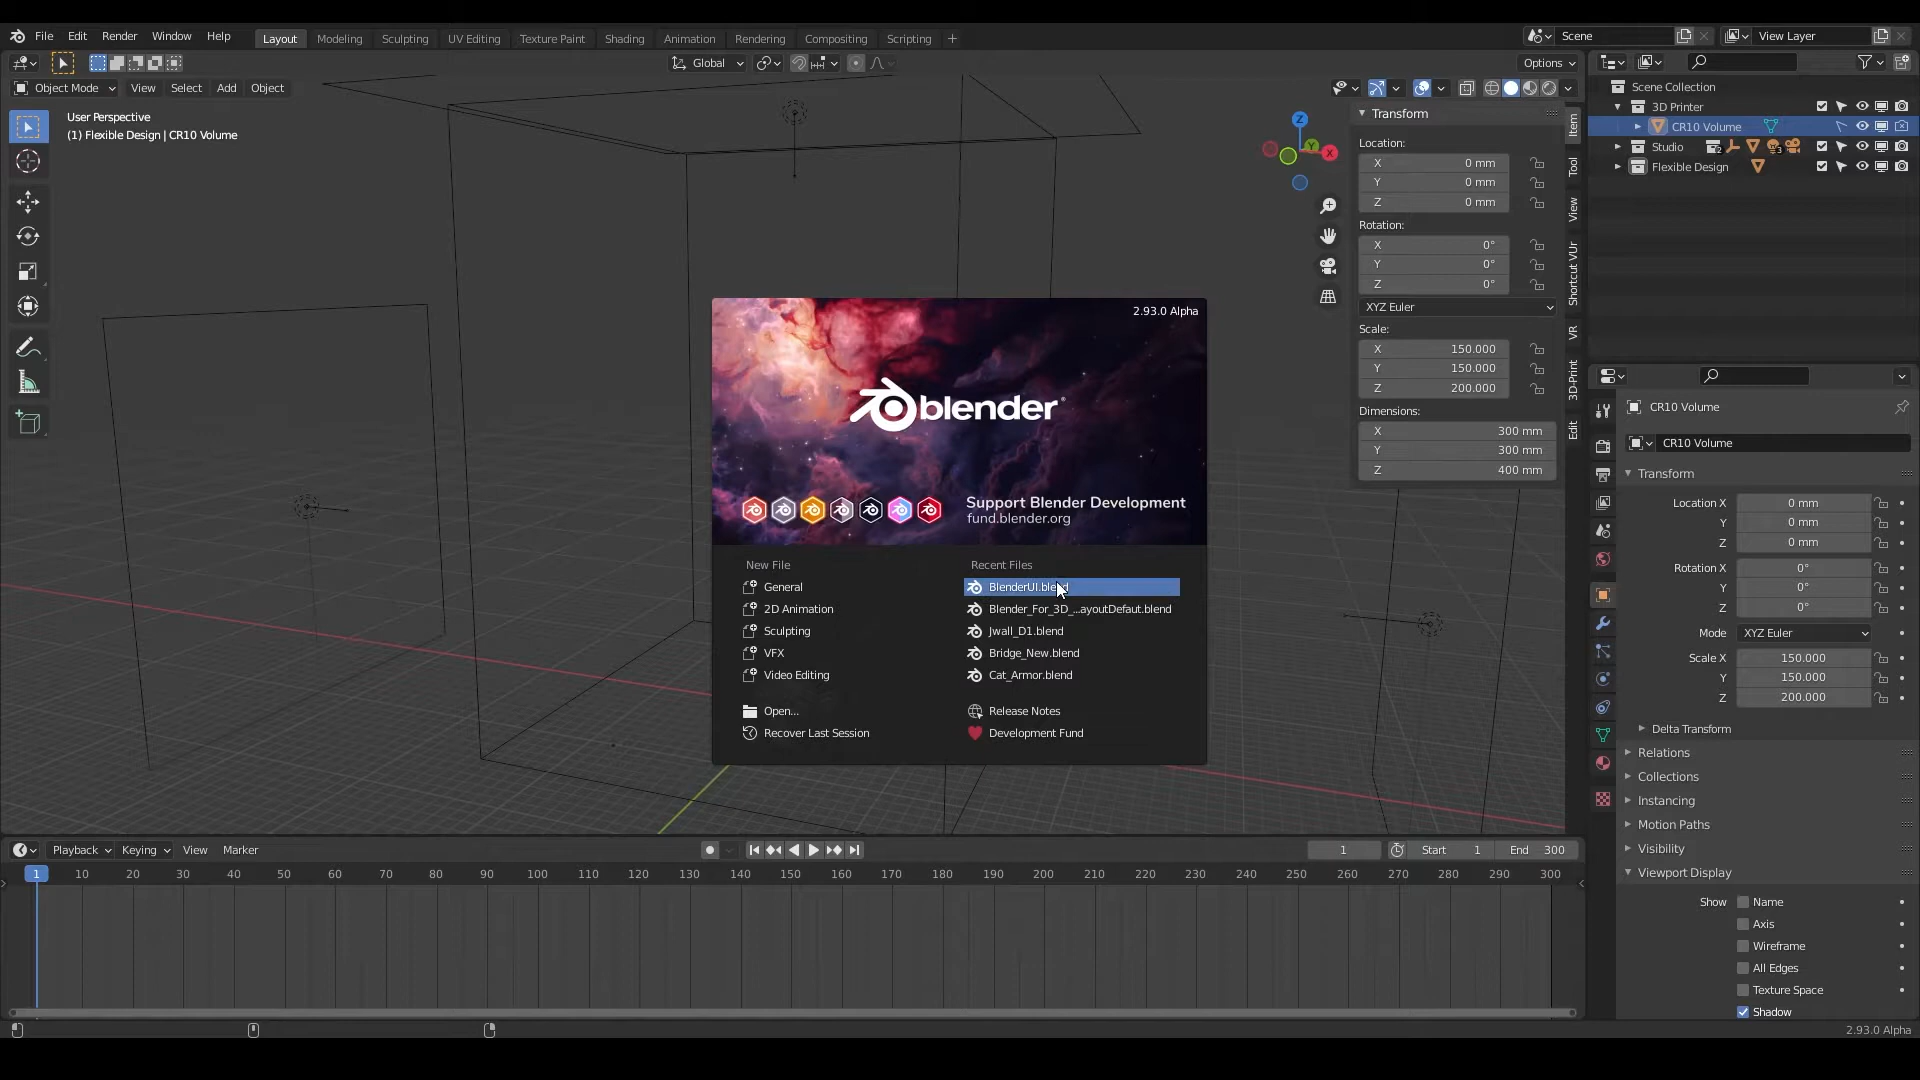 File Edit Render Window Help
Layout Modeling Sculpting UV Editing Texture Paint Shading Animation Rendering Compositing Scripting +
Scene
View Layer
Global
Options
Object Mode View Select Add Object
User Perspective
(1) Flexible Design | CR10 Volume
Z
Y
X
Transform
Location:
X 0 mm
Y 0 mm
Z 0 mm
Rotation:
X 0°
Y 0°
Z 0°
XYZ Euler
Scale:
X 150.000
Y 150.000
Z 200.000
Dimensions:
X 300 mm
Y 300 mm
Z 400 mm
Item
Tool
View
Shortcut VUr
VR
3D-Print
Edit
Scene Collection
3D Printer
CR10 Volume
Studio 2 3
Flexible Design
2.93.0 Alpha
blender
Support Blender Development
fund.blender.org
New File
General
2D Animation
Sculpting
VFX
Video Editing
Open...
Recover Last Session
Recent Files
BlenderUI.blend
Blender_For_3D_...ayoutDefaut.blend
Jwall_D1.blend
Bridge_New.blend
Cat_Armor.blend
Release Notes
Development Fund
CR10 Volume
CR10 Volume
Transform
Location X 0 mm
Y 0 mm
Z 0 mm
Rotation X 0°
Y 0°
Z 0°
Mode XYZ Euler
Scale X 150.000
Y 150.000
Z 200.000
Delta Transform
Relations
Collections
Instancing
Motion Paths
Visibility
Viewport Display
Show Name
Axis
Wireframe
All Edges
Texture Space
Shadow
Playback Keying View Marker
1 Start 1 End 300
1 10 20 30 40 50 60 70 80 90 100 110 120 130 140 150 160 170 180 190 200 210 220 230 240 250 260 270 280 290 300
2.93.0 Alpha